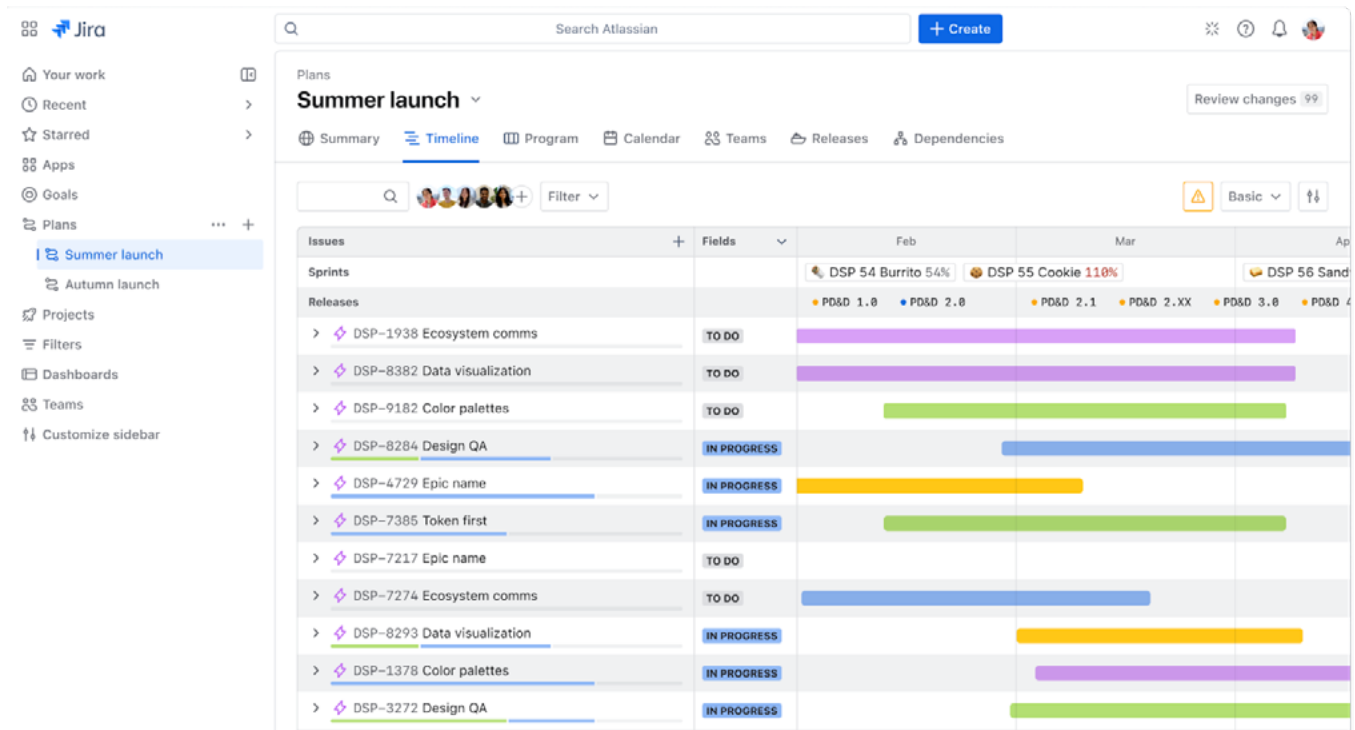 Jira
Search Atlassian
+ Create
Your work
Recent
Starred
Apps
Goals
Plans
Summer launch
Autumn launch
Projects
Filters
Dashboards
Teams
Customize sidebar
Plans
Summer launch
Review changes 99
Summary Timeline Program Calendar Teams Releases Dependencies
Filter
Basic
Issues Fields Feb Mar Ap
Sprints DSP 54 Burrito 54% DSP 55 Cookie 110% DSP 56 Sand
Releases PD&D 1.0 PD&D 2.0 PD&D 2.1 PD&D 2.XX PD&D 3.0 PD&D 4
DSP-1938 Ecosystem comms TO DO
DSP-8382 Data visualization TO DO
DSP-9182 Color palettes TO DO
DSP-8284 Design QA IN PROGRESS
DSP-4729 Epic name IN PROGRESS
DSP-7385 Token first IN PROGRESS
DSP-7217 Epic name TO DO
DSP-7274 Ecosystem comms TO DO
DSP-8293 Data visualization IN PROGRESS
DSP-1378 Color palettes IN PROGRESS
DSP-3272 Design QA IN PROGRESS